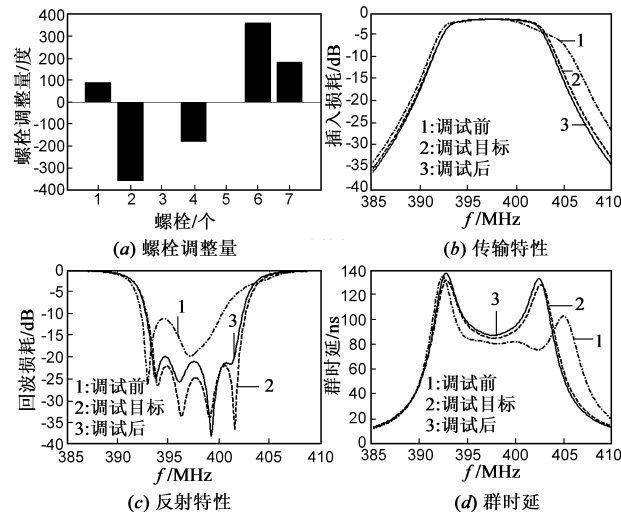 400
300
200
100
0
-100
-200
-300
-400
1 2 3 4 5 6 7
螺栓调整量/度
螺栓/个
(a) 螺栓调整量
0
-5
-10
-15
-20
-25
-30
-35
-40
385 390 395 400 405 410
插入损耗/dB
f/MHz
1
2
3
1:调试前
2:调试目标
3:调试后
(b) 传输特性
0
-5
-10
-15
-20
-25
-30
-35
-40
385 390 395 400 405 410
回波损耗/dB
f/MHz
1
3
2
1:调试前
2:调试目标
3:调试后
(c) 反射特性
140
120
100
80
60
40
20
0
385 390 395 400 405 410
群时延/ns
f/MHz
3
2
1
1:调试前
2:调试目标
3:调试后
(d) 群时延